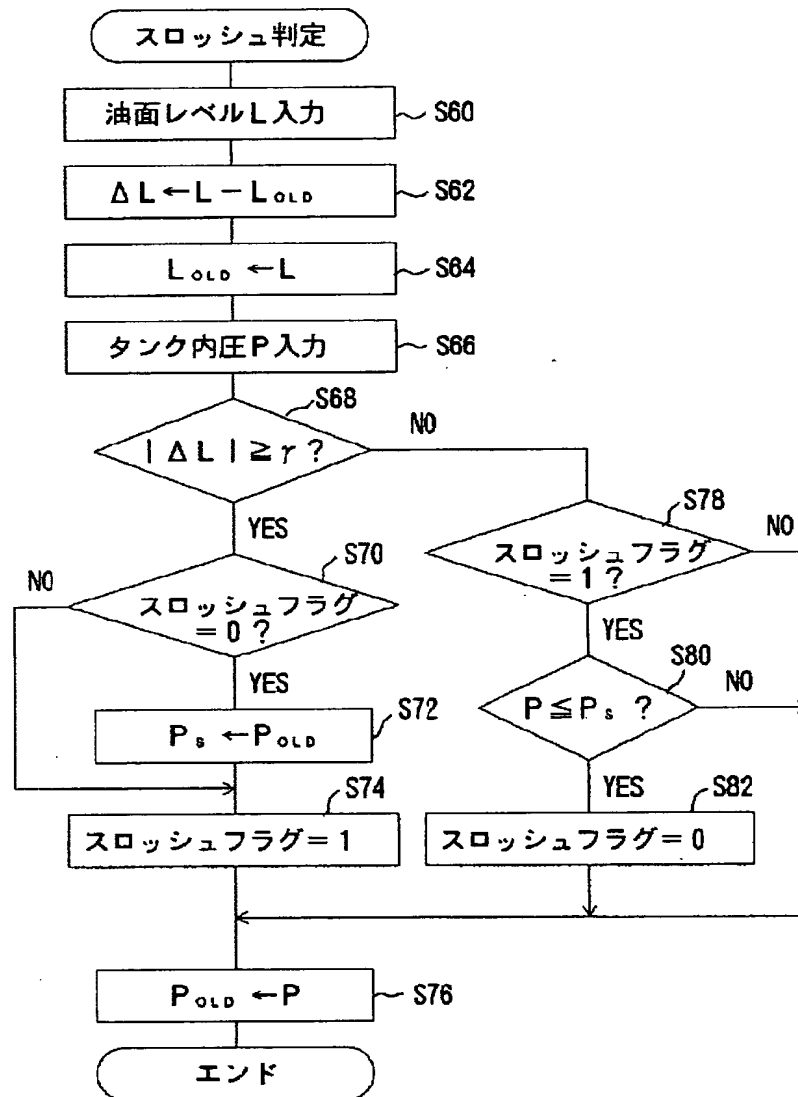 スロッシュ判定
油面レベルL入力
S60
ΔL←L−LOLD
S62
LOLD←L
S64
タンク内圧P入力
S66
S68
|ΔL|≧γ?
NO
YES
S70
NO
スロッシュフラグ
=0?
YES
S72
Ps←POLD
S74
スロッシュフラグ=1
S78
NO
スロッシュフラグ
=1?
YES
S80
P≦Ps ?
NO
YES
S82
スロッシュフラグ=0
POLD←P
S76
エンド